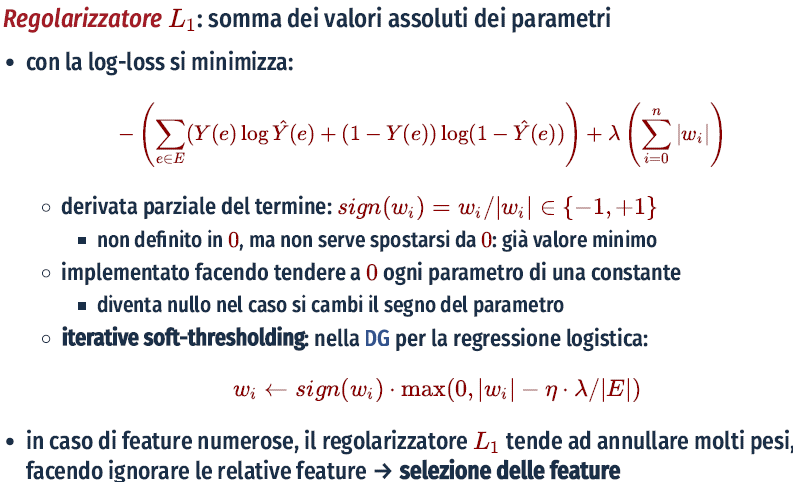 Regolarizzatore $L_1$: somma dei valori assoluti dei parametri
• con la log-loss si minimizza:
$-\left(\sum_{e \in E}(Y(e) \log \hat{Y}(e) + (1 - Y(e)) \log(1 - \hat{Y}(e))\right) + \lambda \left(\sum_{i=0}^{n} |w_i|\right)$
◦ derivata parziale del termine: $sign(w_i) = w_i/|w_i| \in \{-1, +1\}$
▪ non definito in $0$, ma non serve spostarsi da $0$: già valore minimo
◦ implementato facendo tendere a $0$ ogni parametro di una constante
▪ diventa nullo nel caso si cambi il segno del parametro
◦ iterative soft-thresholding: nella DG per la regressione logistica:
$w_i \leftarrow sign(w_i) \cdot \max(0, |w_i| - \eta \cdot \lambda/|E|)$
• in caso di feature numerose, il regolarizzatore $L_1$ tende ad annullare molti pesi,
facendo ignorare le relative feature → selezione delle feature